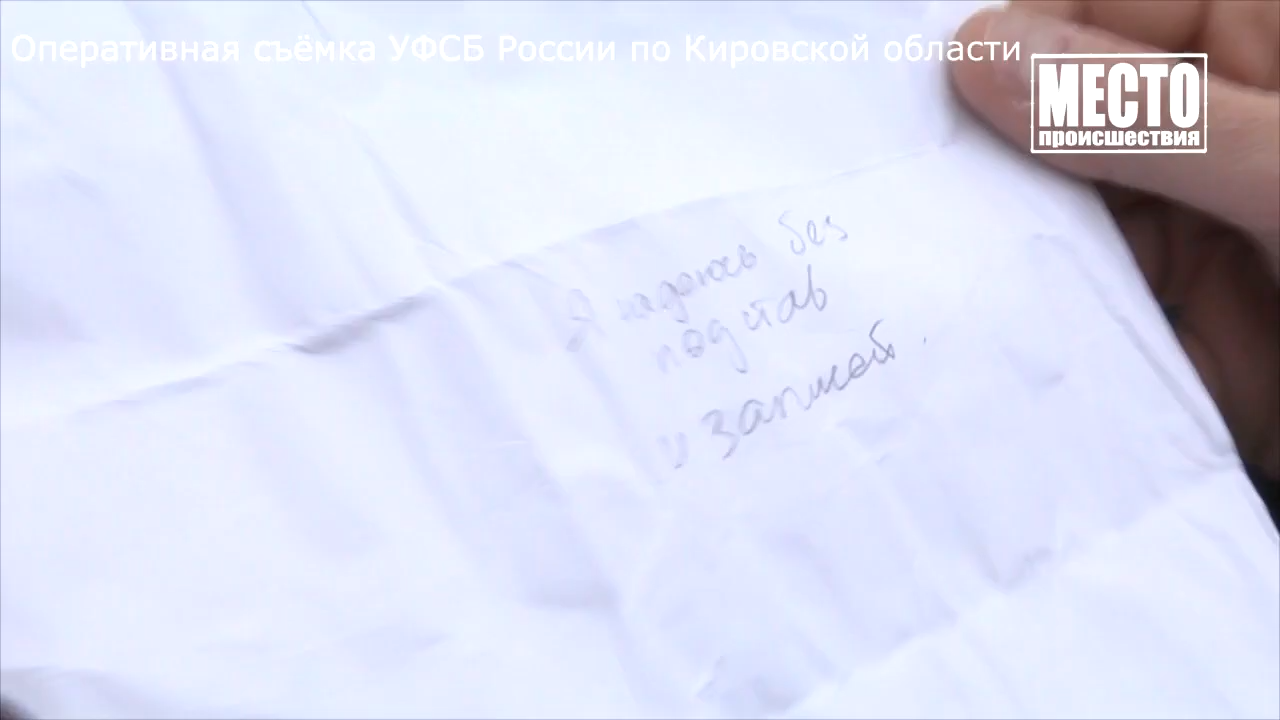 Оперативная съёмка УФСБ России по Кировской области
МЕСТО
происшествия
Я надеюсь без
подстав
и записей.